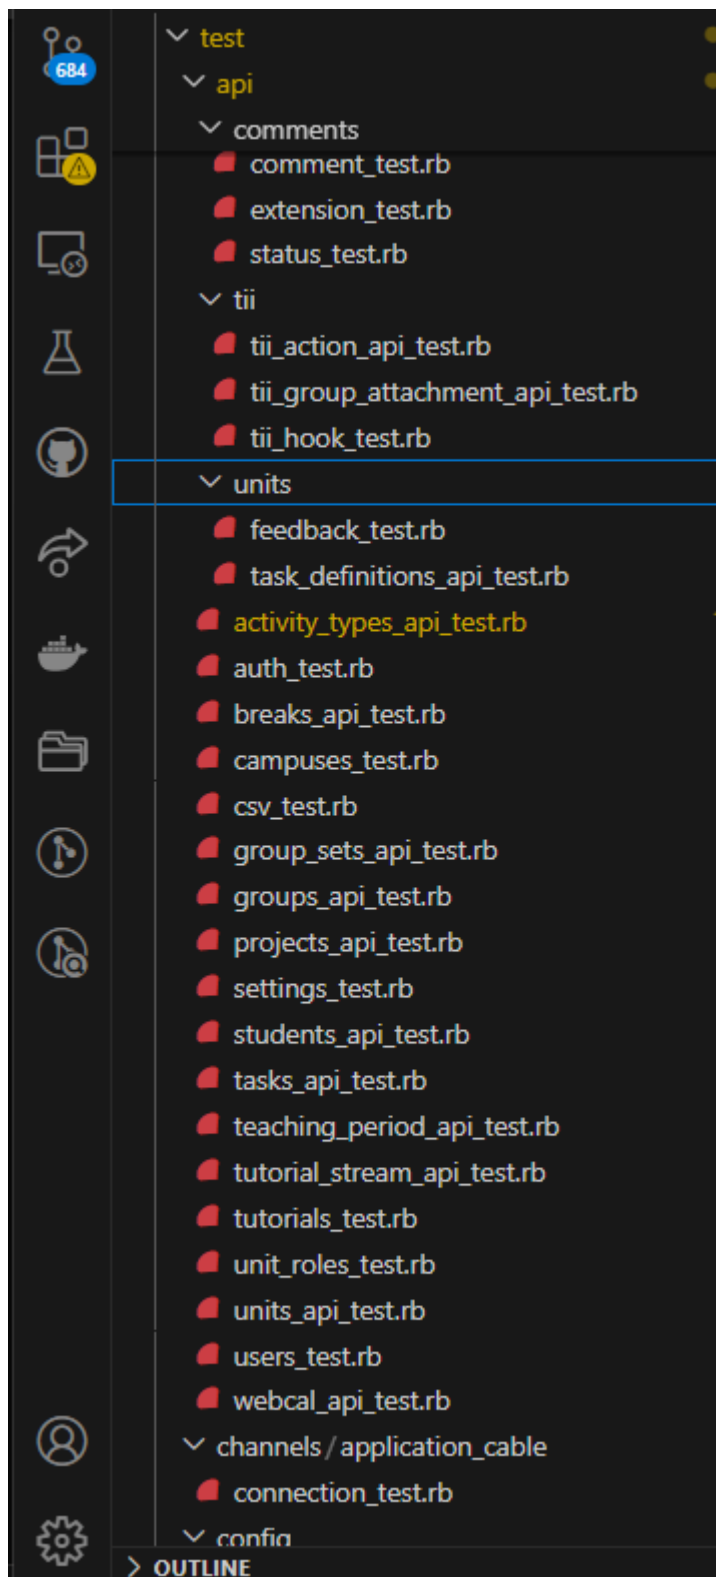 test
684
api
comments
comment_test.rb
extension_test.rb
status_test.rb
tii
tii_action_api_test.rb
tii_group_attachment_api_test.rb
tii_hook_test.rb
units
feedback_test.rb
task_definitions_api_test.rb
activity_types_api_test.rb
auth_test.rb
breaks_api_test.rb
campuses_test.rb
csv_test.rb
group_sets_api_test.rb
groups_api_test.rb
projects_api_test.rb
settings_test.rb
students_api_test.rb
tasks_api_test.rb
teaching_period_api_test.rb
tutorial_stream_api_test.rb
tutorials_test.rb
unit_roles_test.rb
units_api_test.rb
users_test.rb
webcal_api_test.rb
channels / application_cable
connection_test.rb
config
OUTLINE